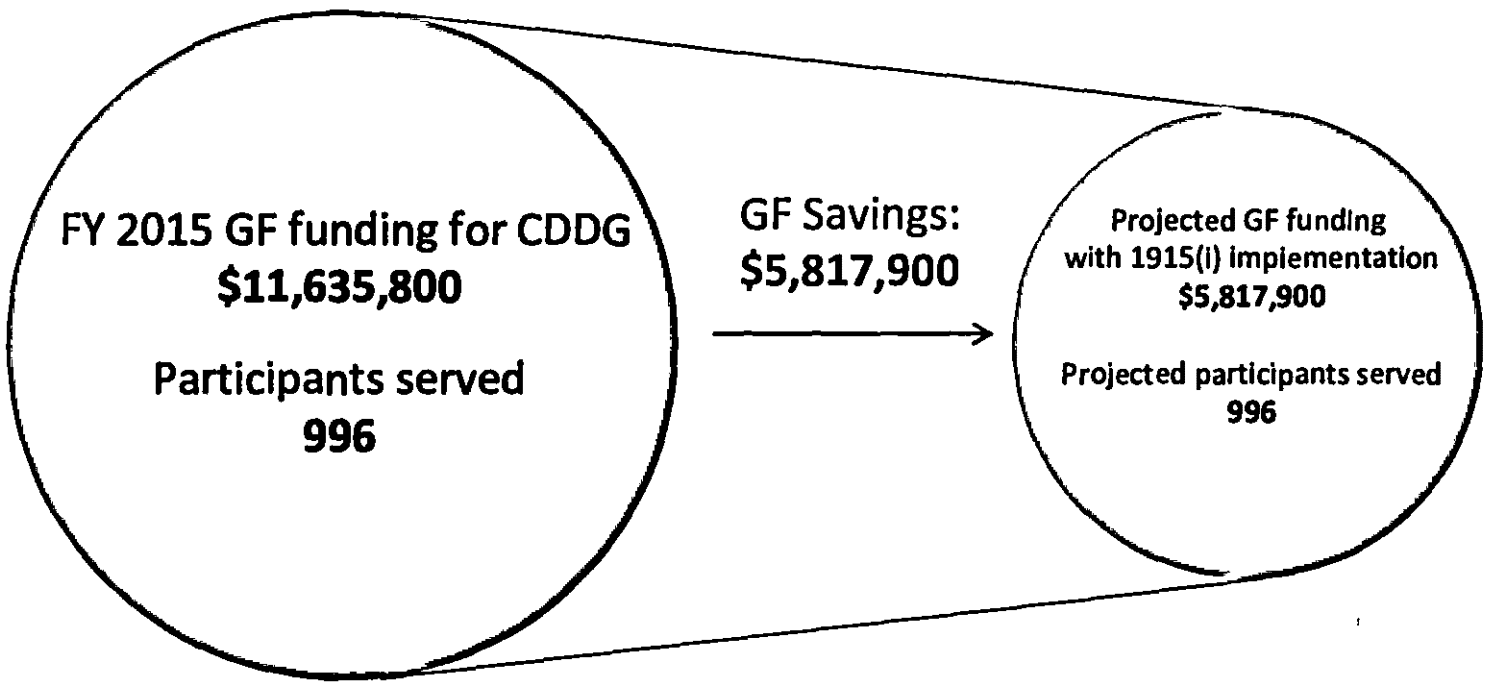 FY 2015 GF funding for CDDG
$11,635,800
Participants served
996
GF Savings:
$5,817,900
Projected GF funding
with 1915(i) implementation
$5,817,900
Projected participants served
996